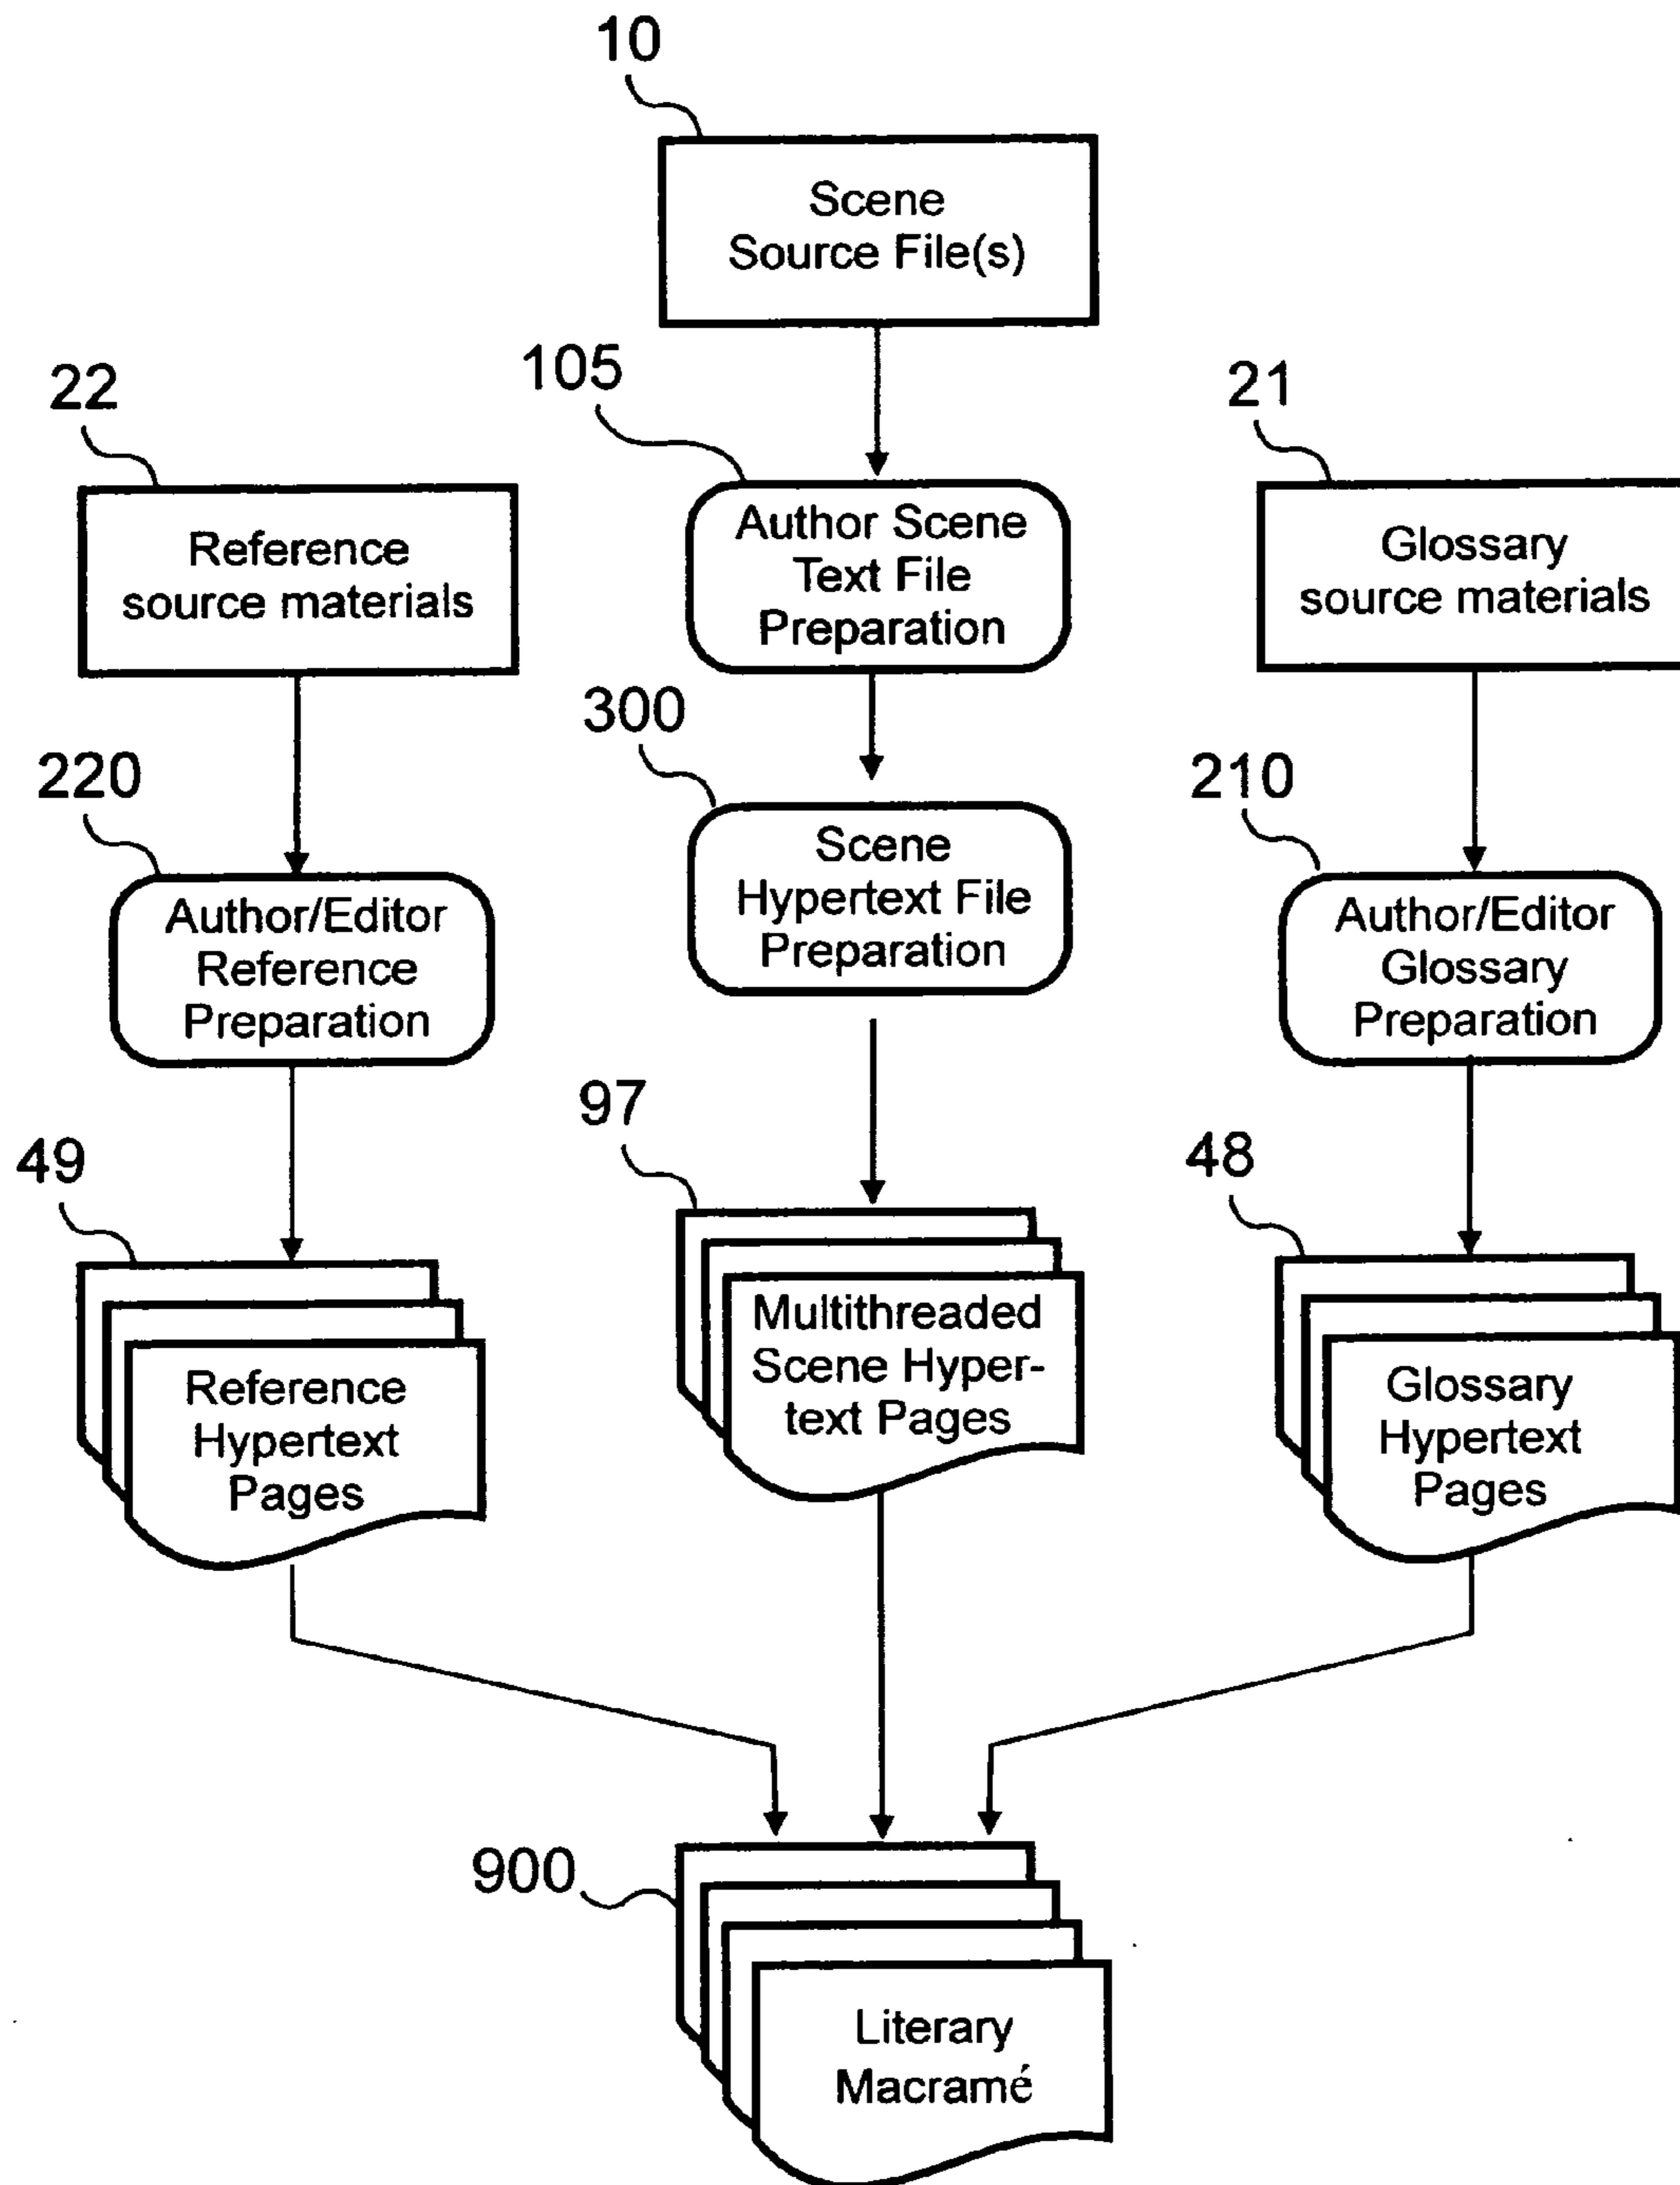 10
Scene
Source File(s)
105
Author Scene
Text File
Preparation
22
Reference
source materials
21
Glossary
source materials
300
Scene
Hypertext File
Preparation
220
Author/Editor
Reference
Preparation
210
Author/Editor
Glossary
Preparation
97
Multithreaded
Scene Hyper-
text Pages
49
Reference
Hypertext
Pages
48
Glossary
Hypertext
Pages
900
Literary
Macramé